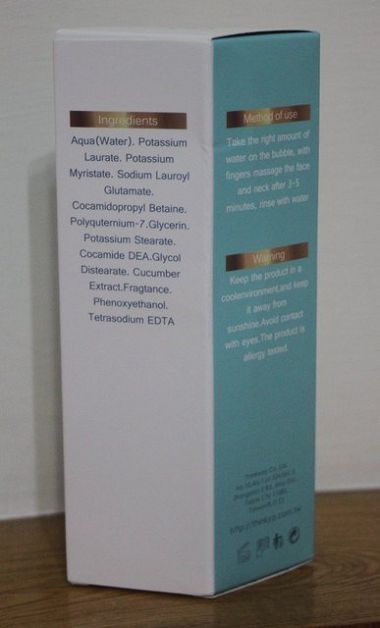 Ingredients
Aqua(Water). Potassium
Laurate. Potassium
Myristate. Sodium Lauroyl
Glutamate.
Cocamidopropyl Betaine.
Polyquternium-7.Glycerin.
Potassium Stearate.
Cocamide DEA.Glycol
Distearate. Cucumber
Extract.Fragtance.
Phenoxyethanol.
Tetrasodium EDTA
Method of use
Take the right amount of
water on the bubble, with
fingers massage the face
and neck after 3-5
minutes, rinse with water
Warning
Keep the product in a
coolenvironment.and keep
it away from
sunshine.Avoid contact
with eyes.The product is
allergy tested.